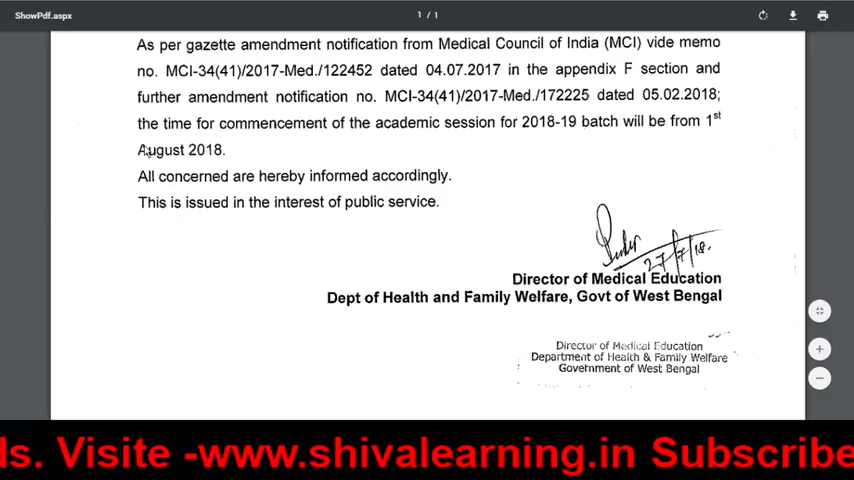 ShowPdf.aspx
1 / 1
As per gazette amendment notification from Medical Council of India (MCI) vide memo
no. MCI-34(41)/2017-Med./122452 dated 04.07.2017 in the appendix F section and
further amendment notification no. MCI-34(41)/2017-Med./172225 dated 05.02.2018;
the time for commencement of the academic session for 2018-19 batch will be from 1st
August 2018.
All concerned are hereby informed accordingly.
This is issued in the interest of public service.
27/7/18.
Director of Medical Education
Dept of Health and Family Welfare, Govt of West Bengal
Director of Medical Education
Department of Health & Family Welfare
Government of West Bengal
ds. Visite -www.shivalearning.in Subscribe